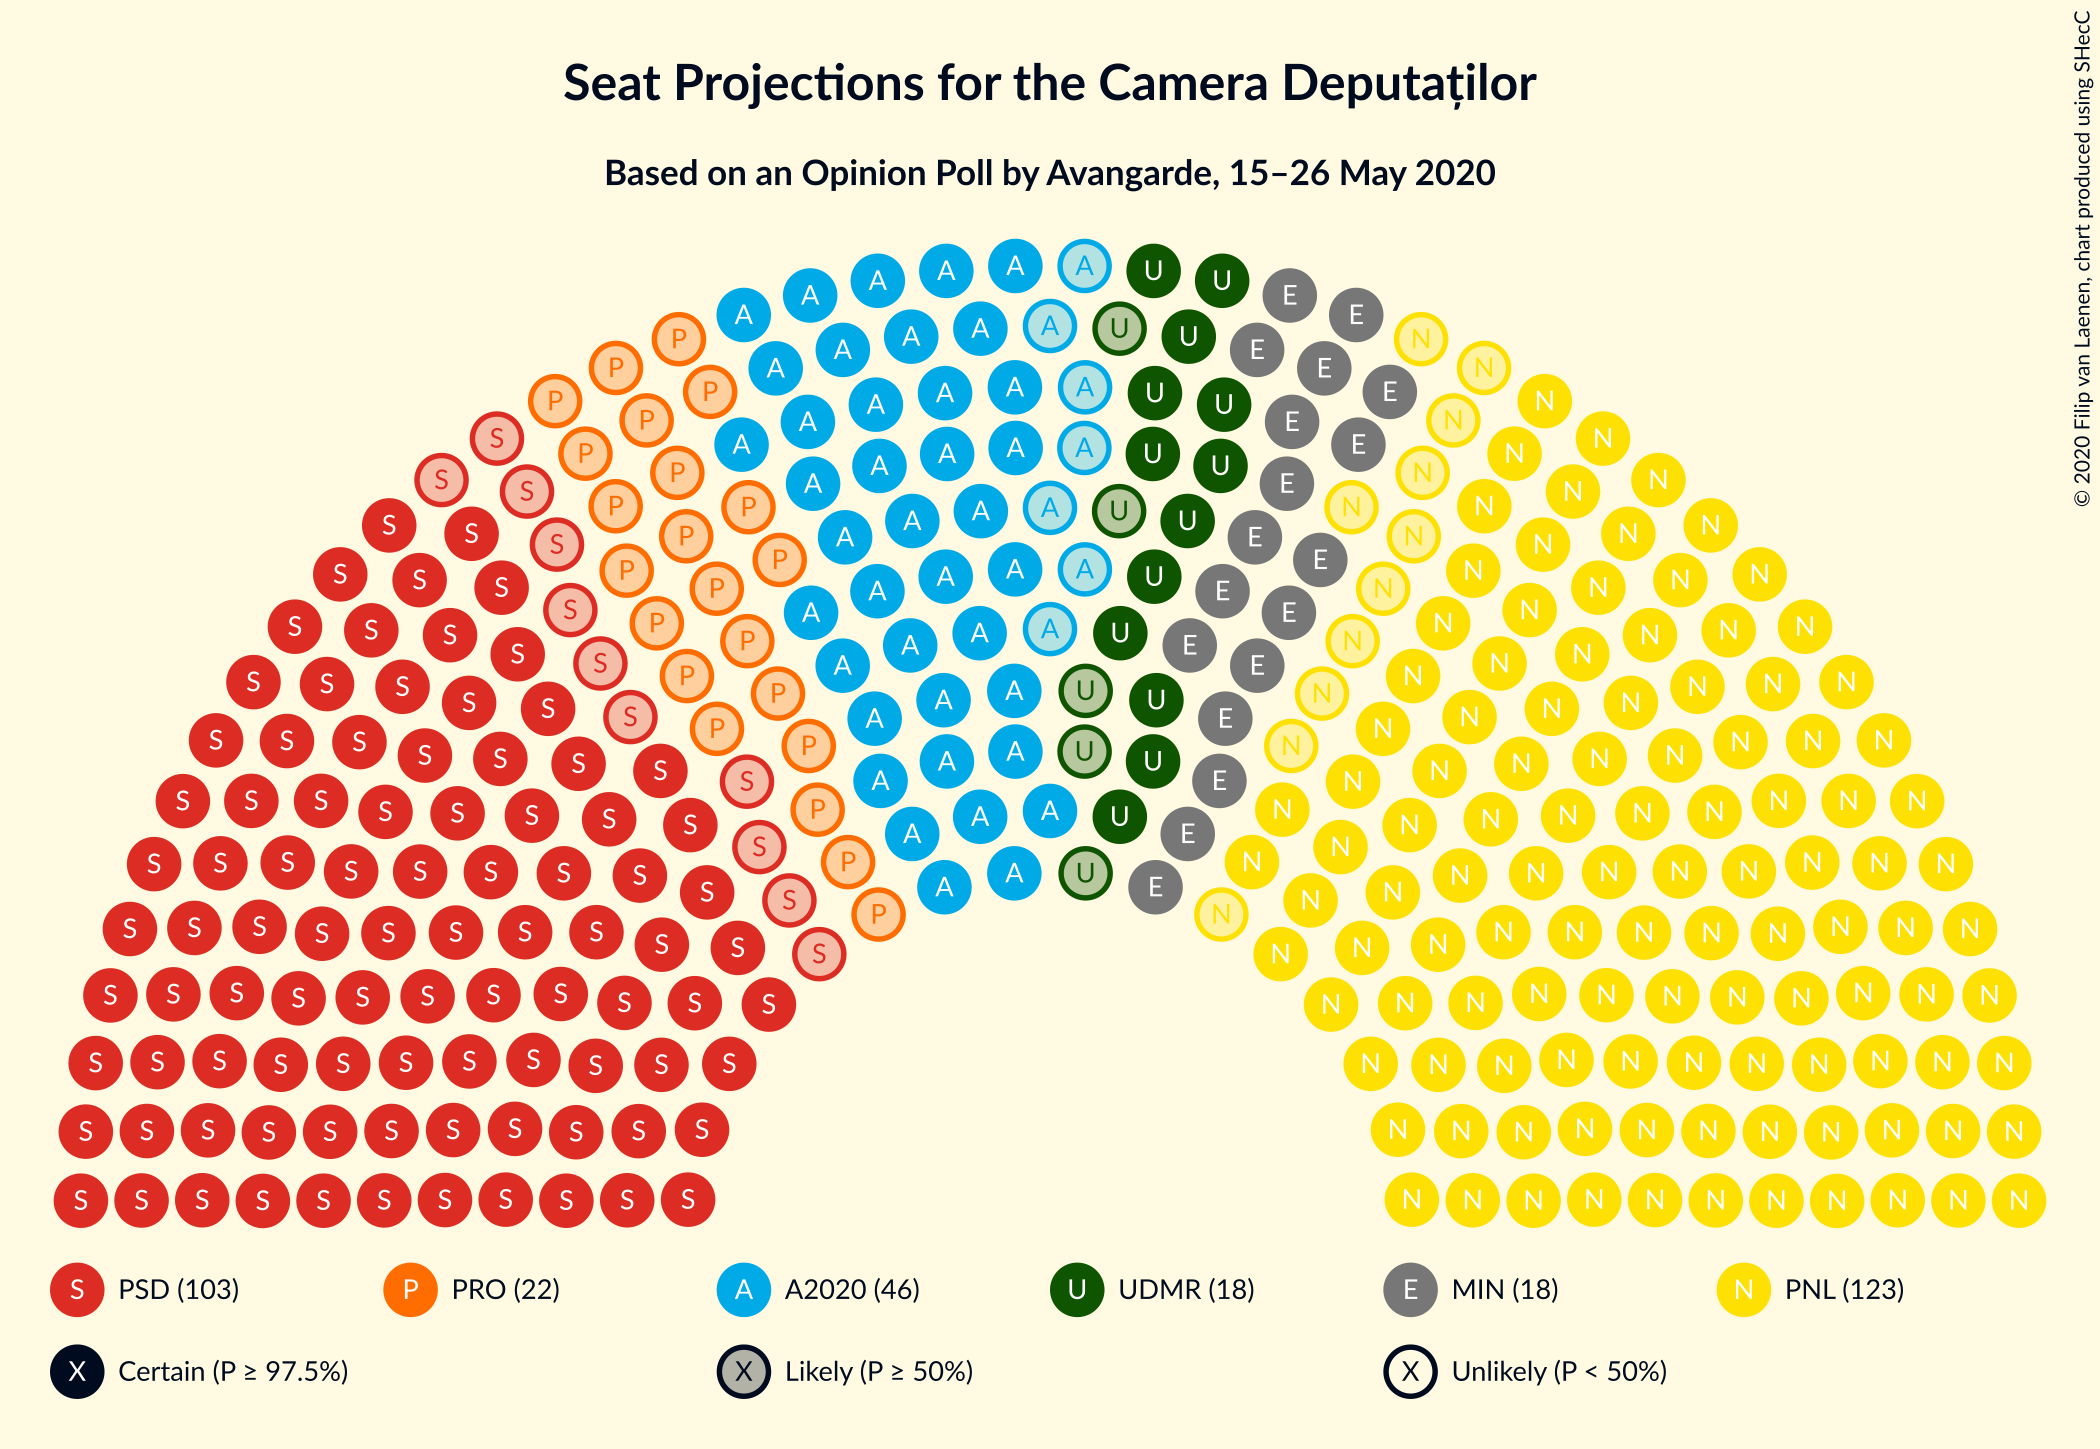 Seat Projections for the Camera Deputaților
Based on an Opinion Poll by Avangarde, 15–26 May 2020
© 2020 Filip van Laenen, chart produced using SHecC
S PSD (103)
P PRO (22)
A A2020 (46)
U UDMR (18)
E MIN (18)
N PNL (123)
X Certain (P ≥ 97.5%)
X Likely (P ≥ 50%)
X Unlikely (P < 50%)